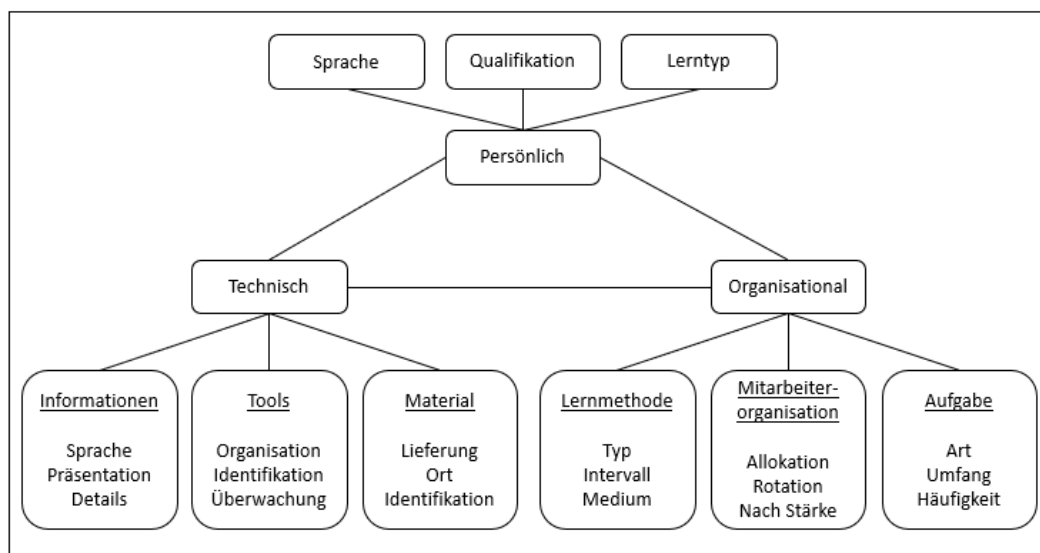 Sprache
Qualifikation
Lerntyp
Persönlich
Technisch
Organisational
Informationen
Sprache
Präsentation
Details
Tools
Organisation
Identifikation
Überwachung
Material
Lieferung
Ort
Identifikation
Lernmethode
Typ
Intervall
Medium
Mitarbeiter-
organisation
Allokation
Rotation
Nach Stärke
Aufgabe
Art
Umfang
Häufigkeit